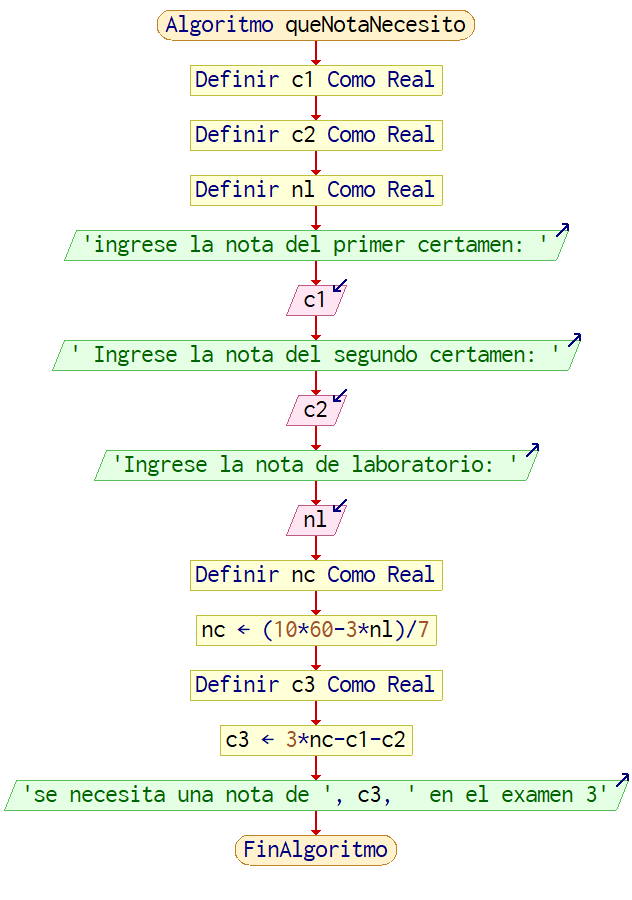 Algoritmo queNotaNecesito
Definir c1 Como Real
Definir c2 Como Real
Definir nl Como Real
'ingrese la nota del primer certamen: '
c1
' Ingrese la nota del segundo certamen: '
c2
'Ingrese la nota de laboratorio: '
nl
Definir nc Como Real
nc ← (10*60-3*nl)/7
Definir c3 Como Real
c3 ← 3*nc-c1-c2
'se necesita una nota de ', c3, ' en el examen 3'
FinAlgoritmo